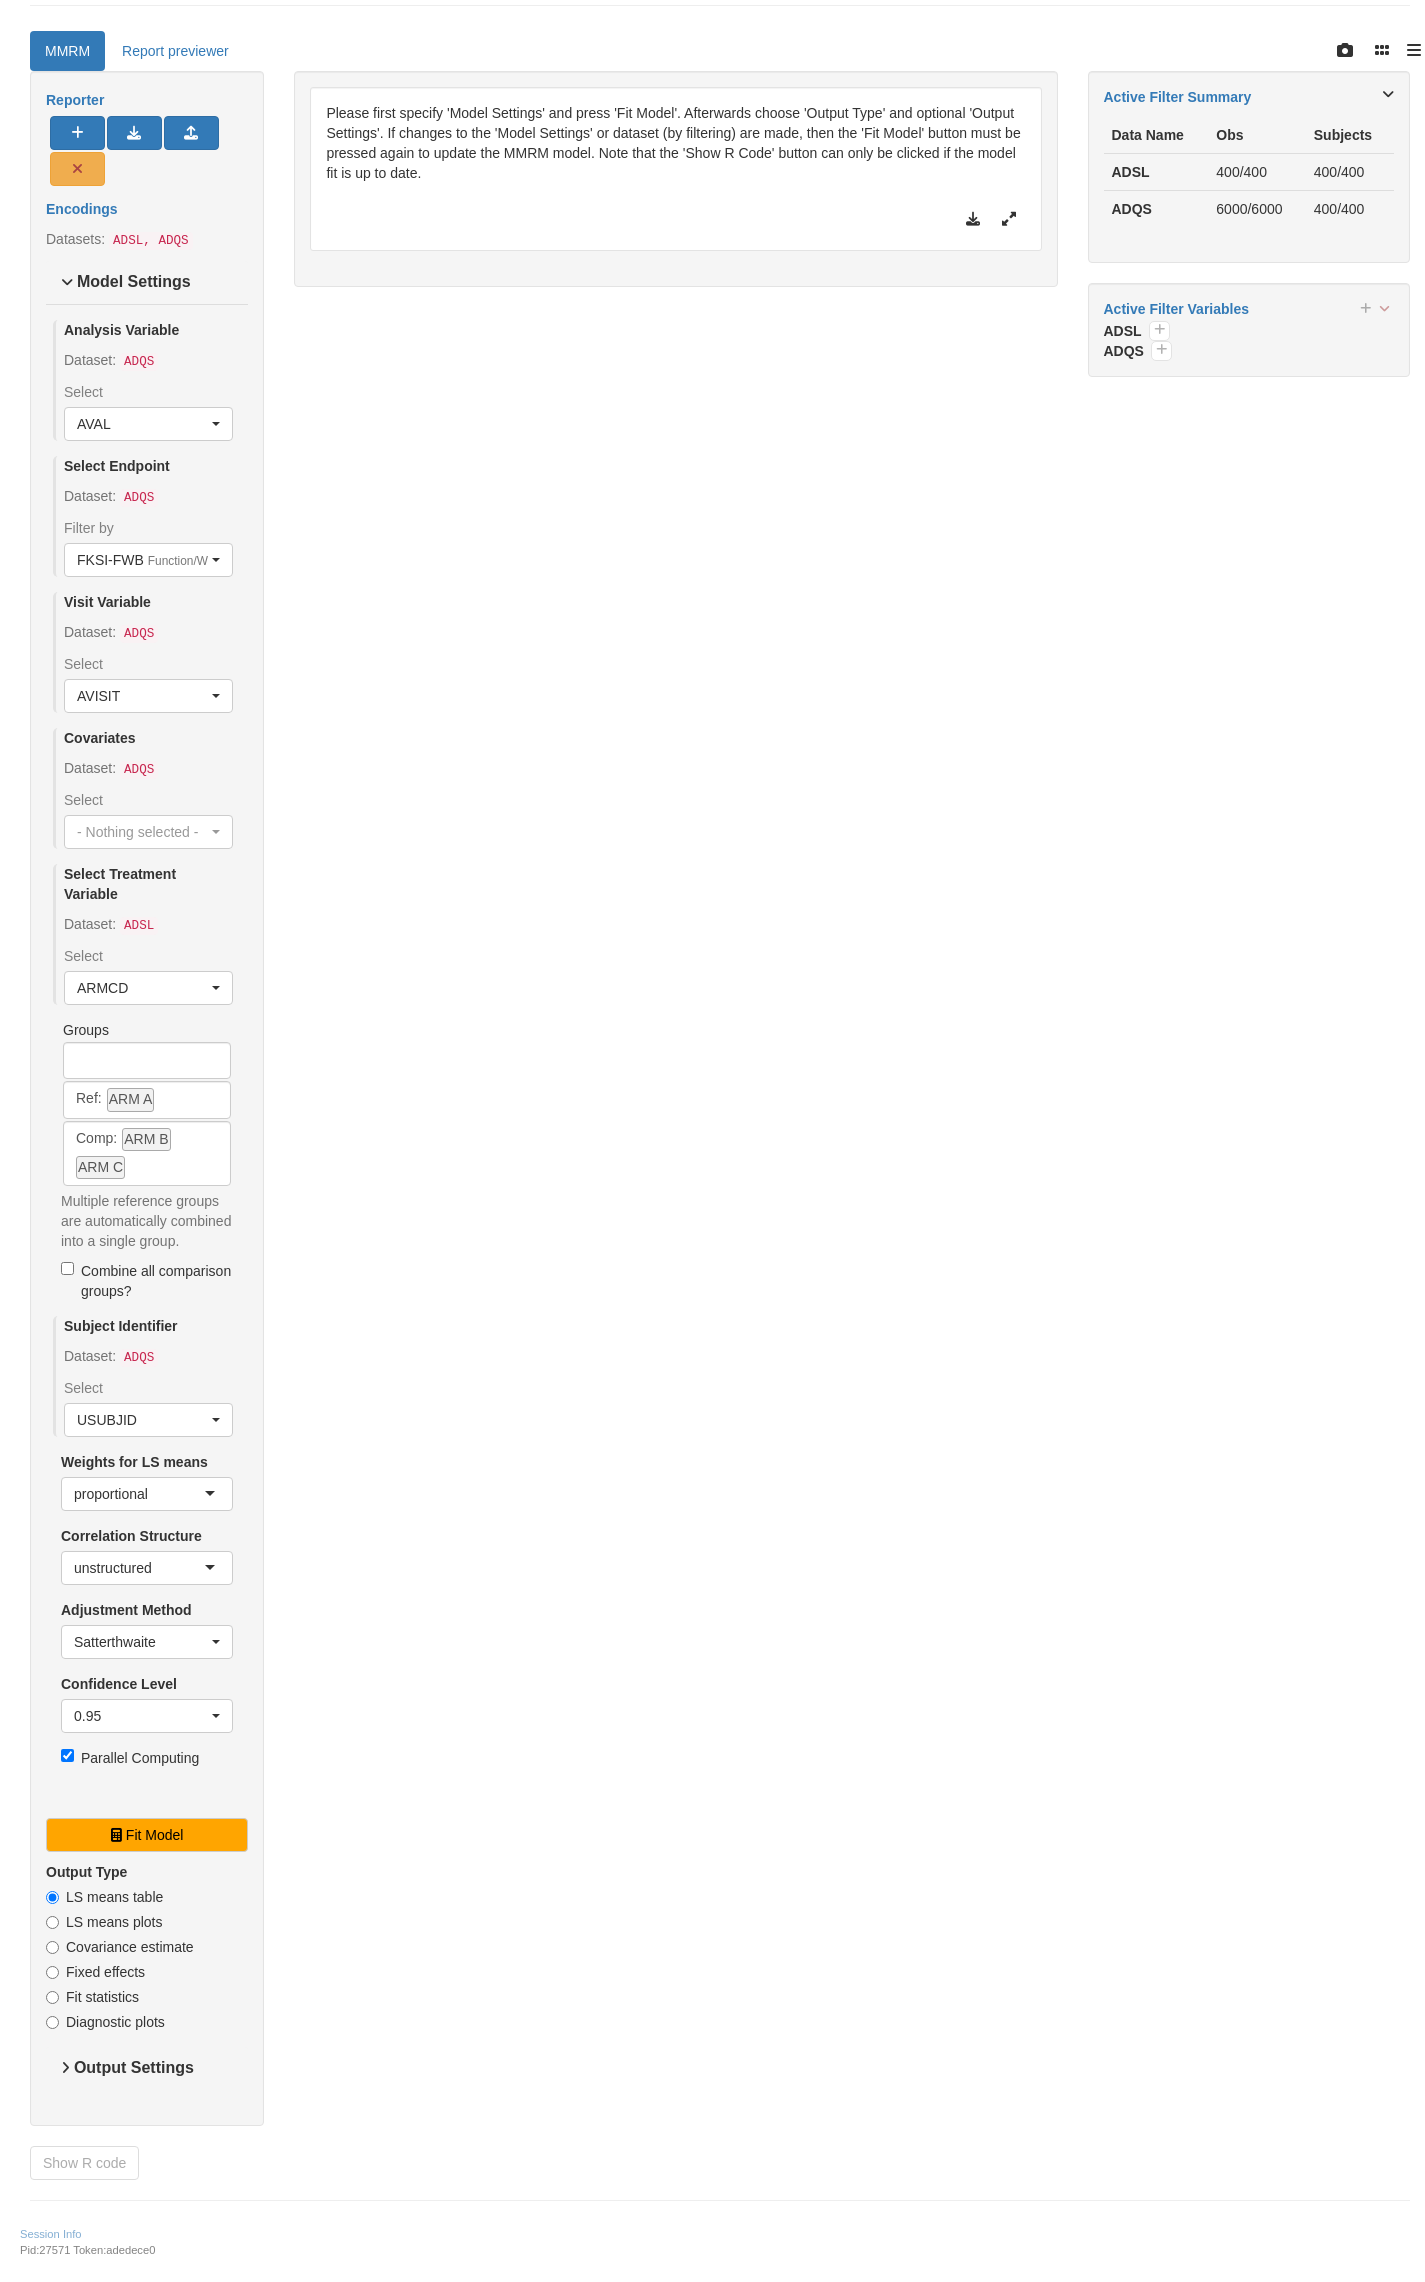 MMRM
Report previewer
Reporter
Encodings
Datasets: ADSL, ADQS
Model Settings
Analysis Variable
Dataset: ADQS
Select
AVAL
Select Endpoint
Dataset: ADQS
Filter by
FKSI-FWB Function/W
Visit Variable
Dataset: ADQS
Select
AVISIT
Covariates
Dataset: ADQS
Select
- Nothing selected -
Select Treatment
Variable
Dataset: ADSL
Select
ARMCD
Groups
Ref: ARM A
Comp: ARM B
ARM C
Multiple reference groups
are automatically combined
into a single group.
Combine all comparison
groups?
Subject Identifier
Dataset: ADQS
Select
USUBJID
Weights for LS means
proportional
Correlation Structure
unstructured
Adjustment Method
Satterthwaite
Confidence Level
0.95
Parallel Computing
Fit Model
Output Type
LS means table
LS means plots
Covariance estimate
Fixed effects
Fit statistics
Diagnostic plots
Output Settings
Please first specify 'Model Settings' and press 'Fit Model'. Afterwards choose 'Output Type' and optional 'Output
Settings'. If changes to the 'Model Settings' or dataset (by filtering) are made, then the 'Fit Model' button must be
pressed again to update the MMRM model. Note that the 'Show R Code' button can only be clicked if the model
fit is up to date.
Active Filter Summary
Data Name Obs Subjects
ADSL 400/400 400/400
ADQS 6000/6000 400/400
Active Filter Variables
ADSL
ADQS
Show R code
Session Info
Pid:27571 Token:adedece0